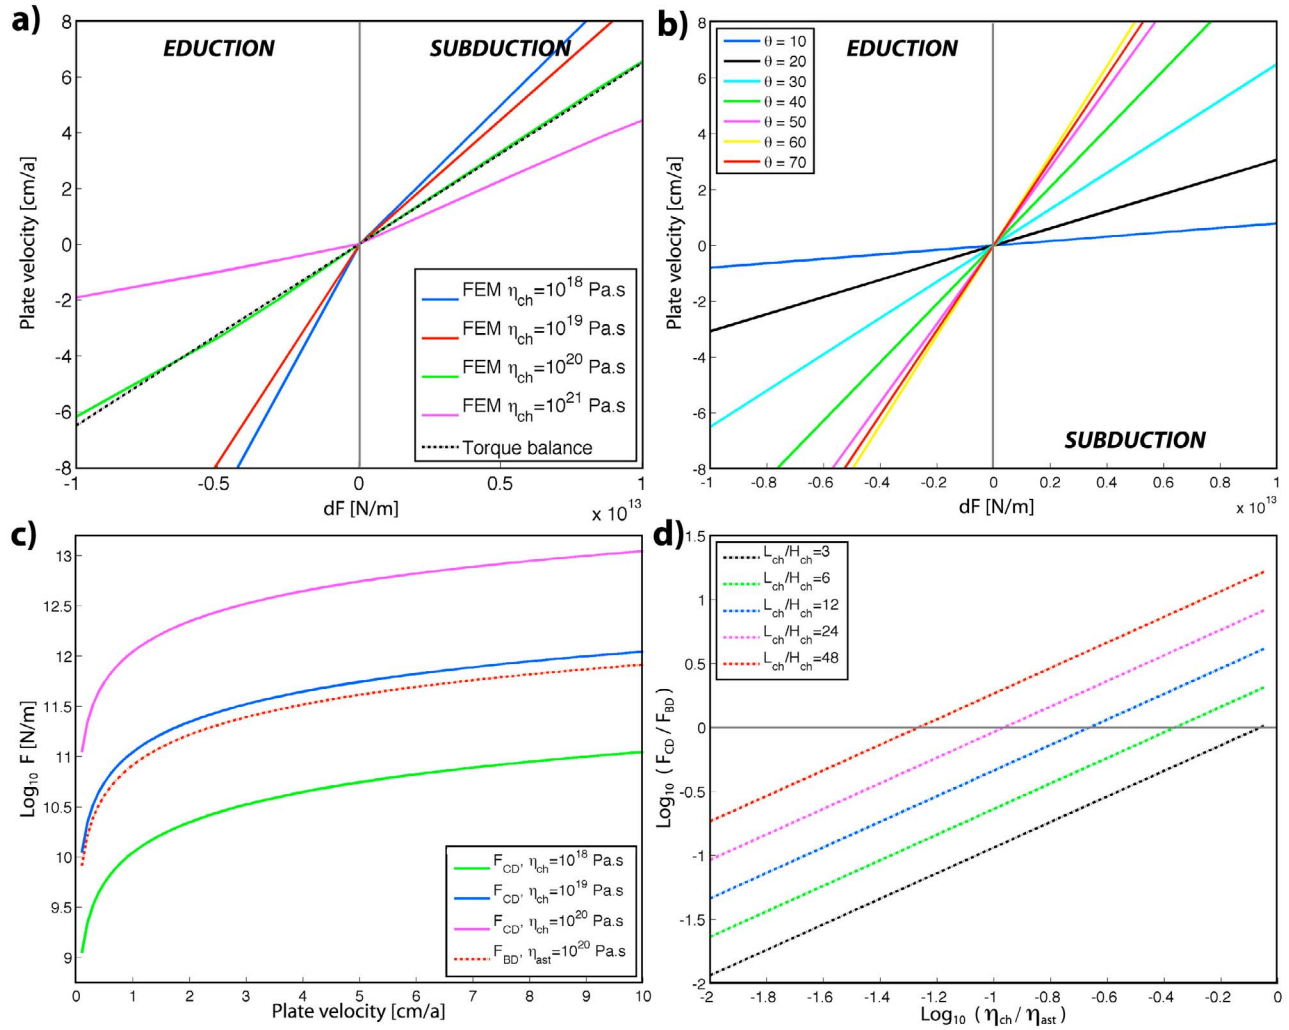 a)
EDUCTION
SUBDUCTION
Plate velocity [cm/a]
8
6
4
2
0
-2
-4
-6
-8
-1
-0.5
0
0.5
1
dF [N/m]
x 10^13
FEM η_ch=10^18 Pa.s
FEM η_ch=10^19 Pa.s
FEM η_ch=10^20 Pa.s
FEM η_ch=10^21 Pa.s
Torque balance
b)
EDUCTION
SUBDUCTION
θ = 10
θ = 20
θ = 30
θ = 40
θ = 50
θ = 60
θ = 70
Plate velocity [cm/a]
8
6
4
2
0
-2
-4
-6
-8
-1
-0.8
-0.6
-0.4
-0.2
0
0.2
0.4
0.6
0.8
1
dF [N/m]
x 10^13
c)
Log10 F [N/m]
13
12.5
12
11.5
11
10.5
10
9.5
9
0
1
2
3
4
5
6
7
8
9
10
Plate velocity [cm/a]
F_CD, η_ch=10^18 Pa.s
F_CD, η_ch=10^19 Pa.s
F_CD, η_ch=10^20 Pa.s
F_BD, η_ast=10^20 Pa.s
d)
L_ch/H_ch=3
L_ch/H_ch=6
L_ch/H_ch=12
L_ch/H_ch=24
L_ch/H_ch=48
Log10 ( F_CD / F_BD )
1.5
1
0.5
0
-0.5
-1
-1.5
-2
-2
-1.8
-1.6
-1.4
-1.2
-1
-0.8
-0.6
-0.4
-0.2
0
Log10 ( η_ch / η_ast )